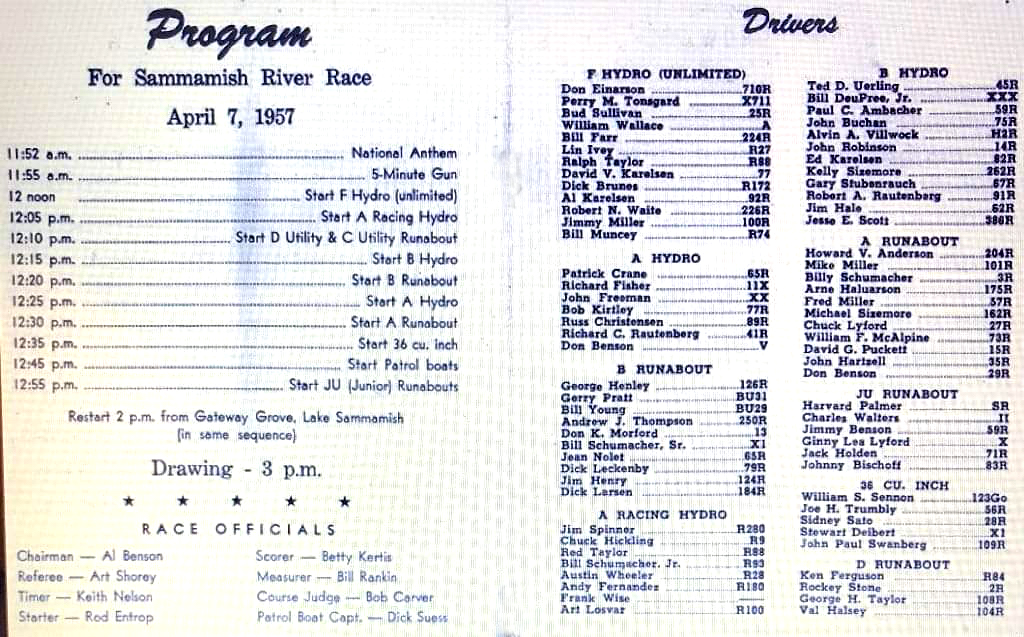 Program
For Sammamish River Race
April 7, 1957
11:52 a.m. National Anthem
11:55 a.m. 5-Minute Gun
12 noon Start F Hydro (unlimited)
12:05 p.m. Start A Racing Hydro
12:10 p.m. Start D Utility & C Utility Runabout
12:15 p.m. Start B Hydro
12:20 p.m. Start B Runabout
12:25 p.m. Start A Hydro
12:30 p.m. Start A Runabout
12:35 p.m. Start 36 cu. inch
12:45 p.m. Start Patrol boats
12:55 p.m. Start JU (Junior) Runabouts
Restart 2 p.m. from Gateway Grove, Lake Sammamish
(in same sequence)
Drawing - 3 p.m.
★ ★ ★ ★ ★
RACE OFFICIALS
Chairman — Al Benson
Referee — Art Shorey
Timer — Keith Nelson
Starter — Rod Entrop
Scorer — Betty Kertis
Measurer — Bill Rankin
Course Judge — Bob Carver
Patrol Boat Capt. — Dick Suess
Drivers
F HYDRO (UNLIMITED)
Don Einarson 710R
Perry M. Tonsgard X711
Bud Sullivan 25R
William Wallace A
Bill Farr 224R
Lin Ivey R27
Ralph Taylor R88
David V. Karelsen 77
Dick Brunes R172
Al Karelsen 92R
Robert N. Waite 226R
Jimmy Miller 100R
Bill Muncey R74
A HYDRO
Patrick Crane 65R
Richard Fisher 11X
John Freeman XX
Bob Kirtley 77R
Russ Christensen 89R
Richard C. Rautenberg 41R
Don Benson V
B RUNABOUT
George Henley 126R
Gerry Pratt BU31
Bill Young BU29
Andrew J. Thompson 250R
Don K. Morford 13
Bill Schumacher, Sr. X1
Jean Nolet 65R
Dick Leckenby 79R
Jim Henry 124R
Dick Larsen 184R
A RACING HYDRO
Jim Spinner R280
Chuck Hickling R9
Red Taylor R88
Bill Schumacher, Jr. R93
Austin Wheeler R28
Andy Fernandez R180
Frank Wise
Art Losvar R100
B HYDRO
Ted D. Uerling 45R
Bill DouPree, Jr. XXX
Paul C. Ambacher 59R
John Buchan 75R
Alvin A. Villwock H2R
John Robinson 14R
Ed Karelsen 82R
Kelly Sizemore 262R
Gary Stubenrauch 67R
Robert A. Rautenberg 91R
Jim Hale 62R
Jesse E. Scott 386R
A RUNABOUT
Howard V. Anderson 204R
Mike Miller 101R
Billy Schumacher 3R
Arne Haluarson 175R
Fred Miller 57R
Michael Sizemore 162R
Chuck Lyford 27R
William F. McAlpine 73R
David G. Puckett 15R
John Hartzell 35R
Don Benson 29R
JU RUNABOUT
Harvard Palmer SR
Charles Walters II
Jimmy Benson 59R
Ginny Lea Lyford X
Jack Holden 71R
Johnny Bischoff 83R
36 CU. INCH
William S. Sennon 123Go
Joe H. Trumbly 56R
Sidney Sato 28R
Stewart Deibert X1
John Paul Swanberg 109R
D RUNABOUT
Ken Ferguson R84
Rockey Stone 2R
George H. Taylor 108R
Val Halsey 104R